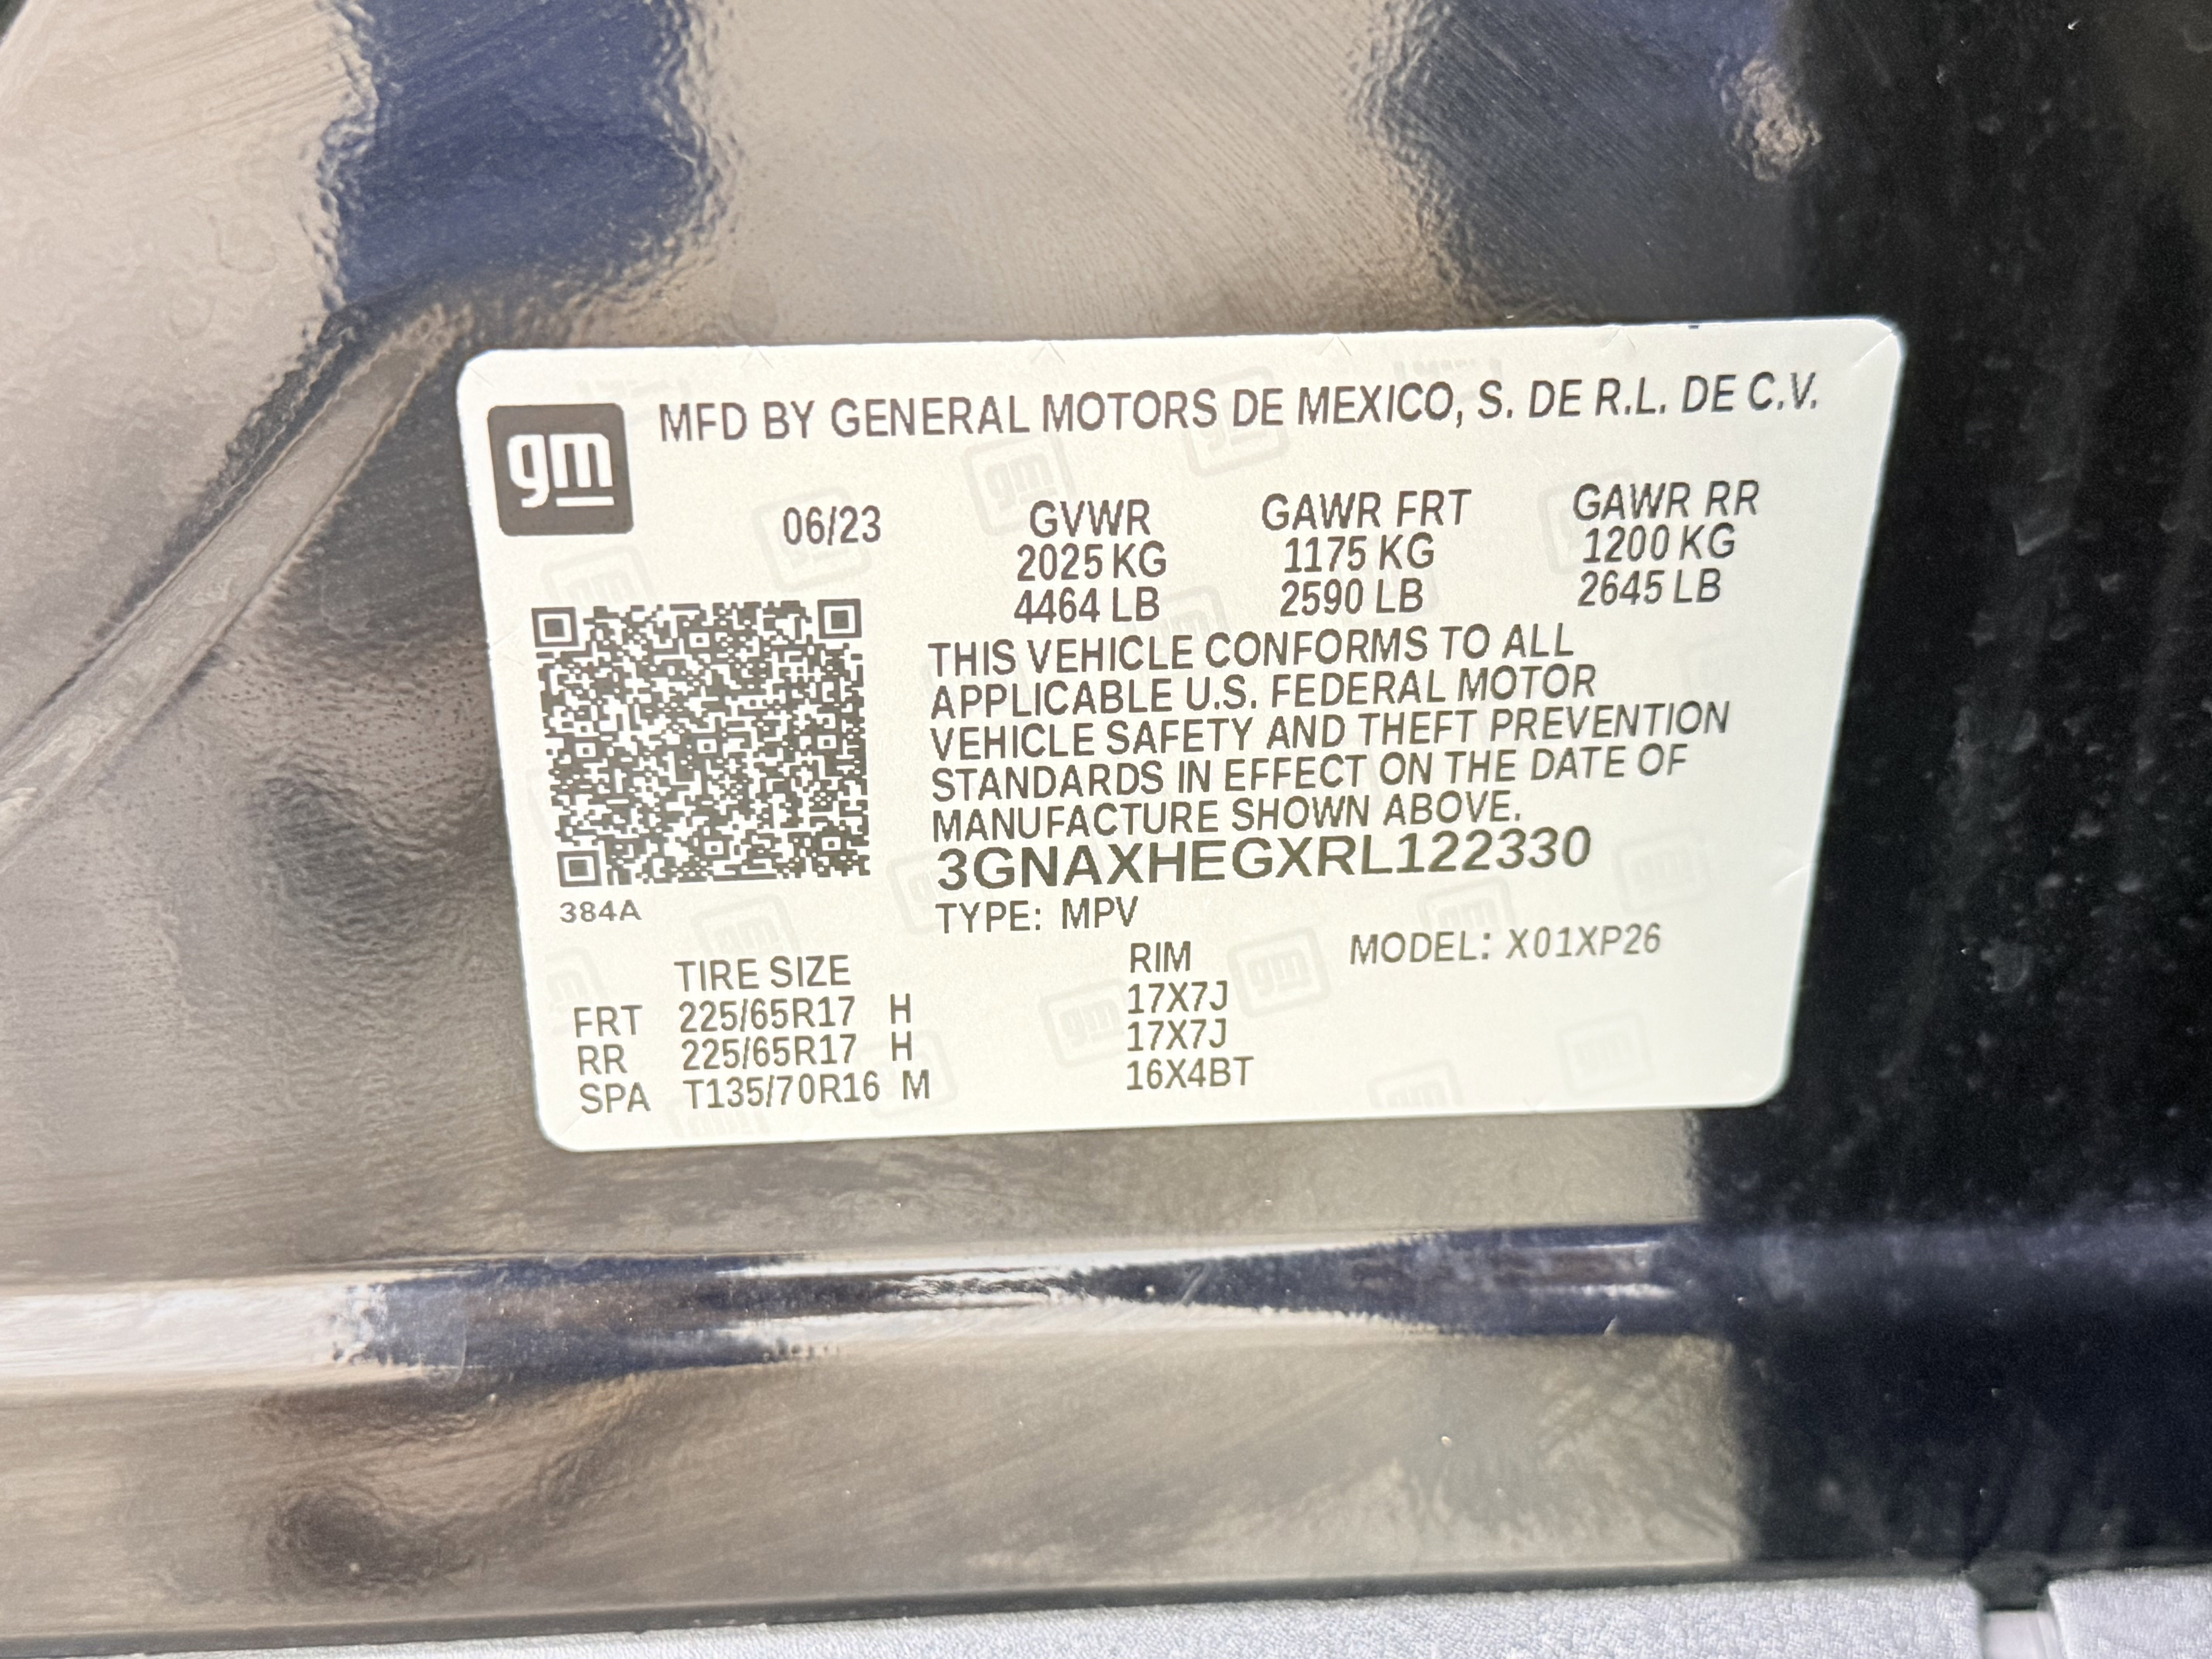 gm MFD BY GENERAL MOTORS DE MEXICO, S. DE R.L. DE C.V.
06/23 GVWR GAWR FRT GAWR RR
2025 KG 1175 KG 1200 KG
4464 LB 2590 LB 2645 LB
THIS VEHICLE CONFORMS TO ALL
APPLICABLE U.S. FEDERAL MOTOR
VEHICLE SAFETY AND THEFT PREVENTION
STANDARDS IN EFFECT ON THE DATE OF
MANUFACTURE SHOWN ABOVE.
3GNAXHEGXRL122330
384A TYPE: MPV
TIRE SIZE RIM MODEL: X01XP26
FRT 225/65R17 H 17X7J
RR 225/65R17 H 17X7J
SPA T135/70R16 M 16X4BT